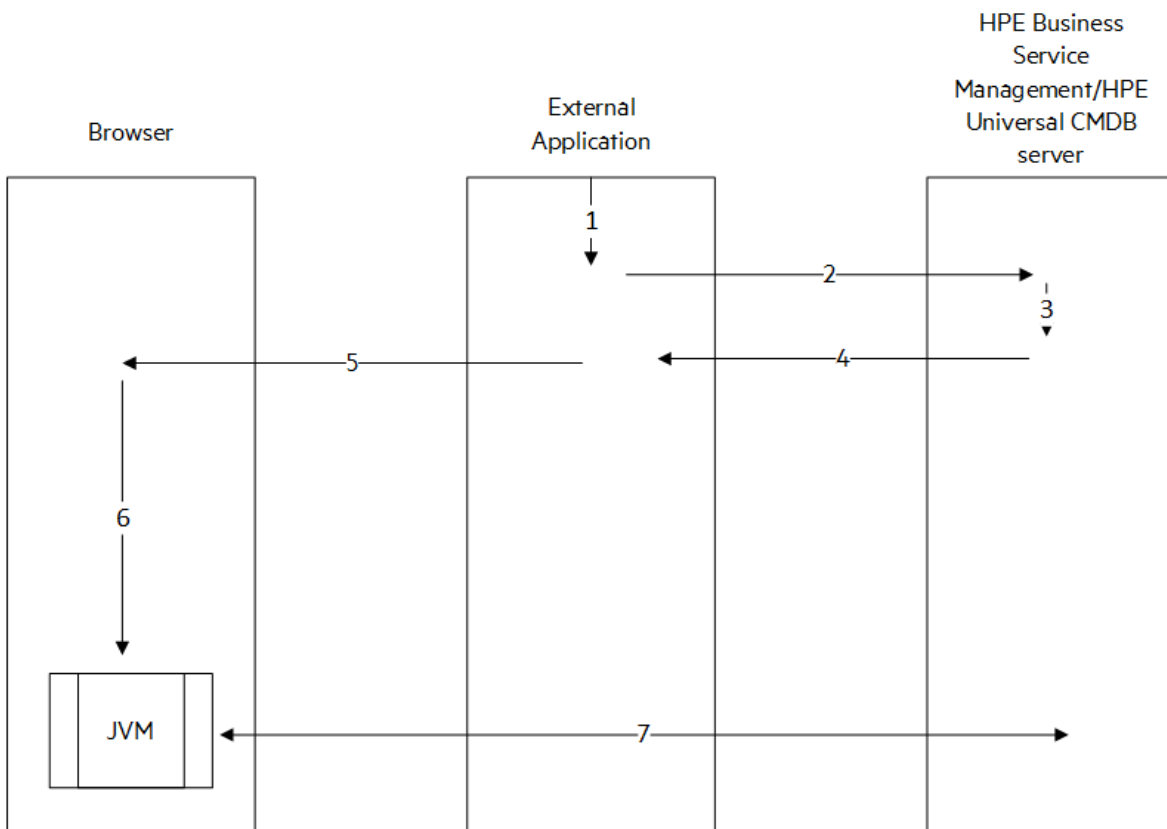 HPE Business
Service
Management/HPE
Universal CMDB
server
External
Application
Browser
1
2
3
4
5
6
7
JVM